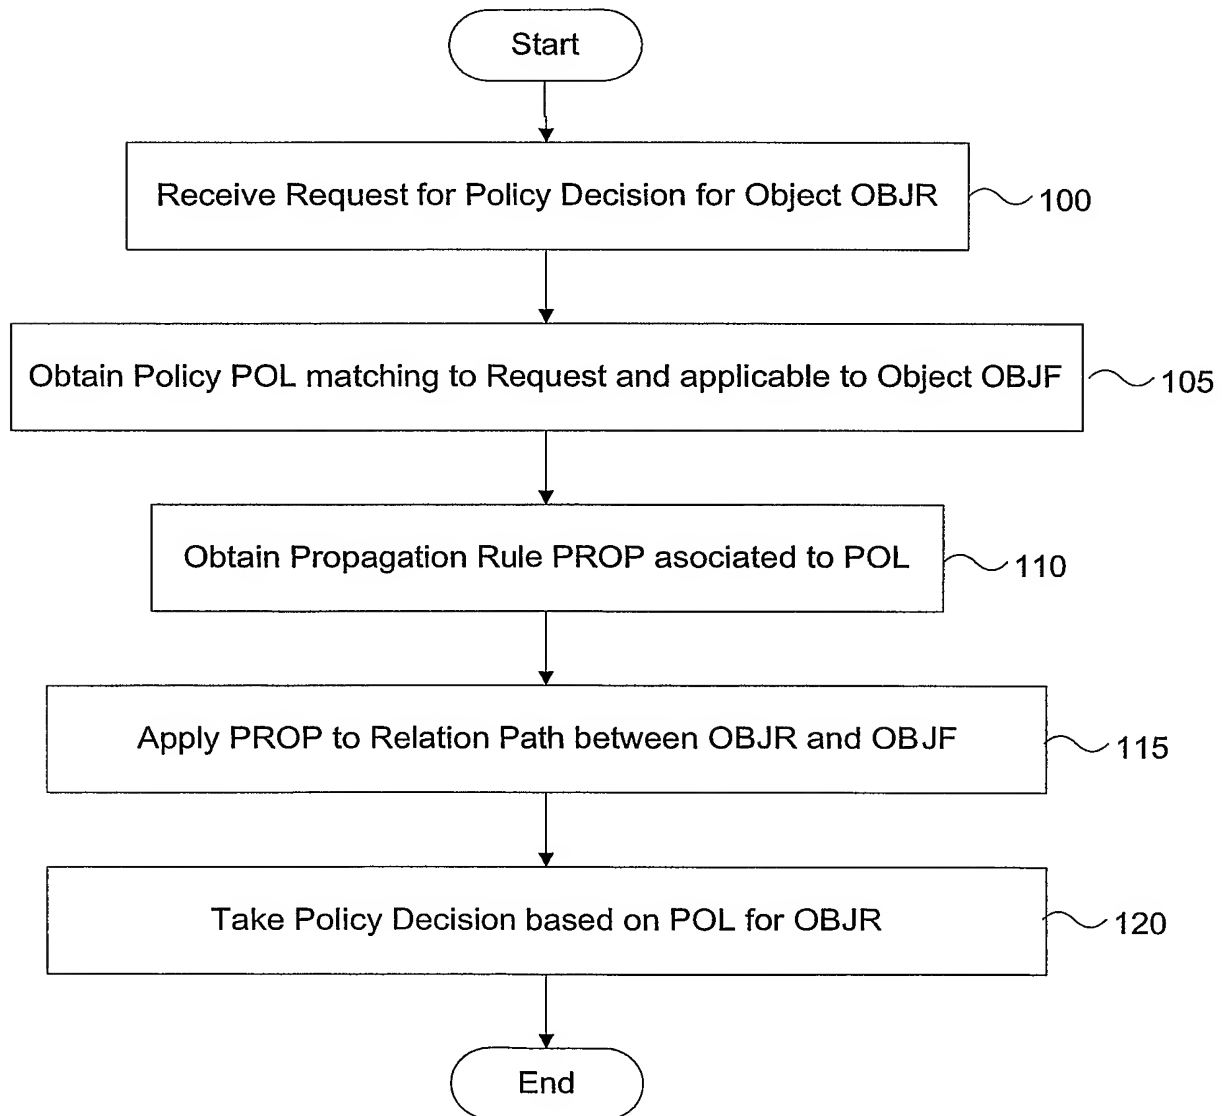 Start
Receive Request for Policy Decision for Object OBJR
100
Obtain Policy POL matching to Request and applicable to Object OBJF
105
Obtain Propagation Rule PROP asociated to POL
110
Apply PROP to Relation Path between OBJR and OBJF
115
Take Policy Decision based on POL for OBJR
120
End